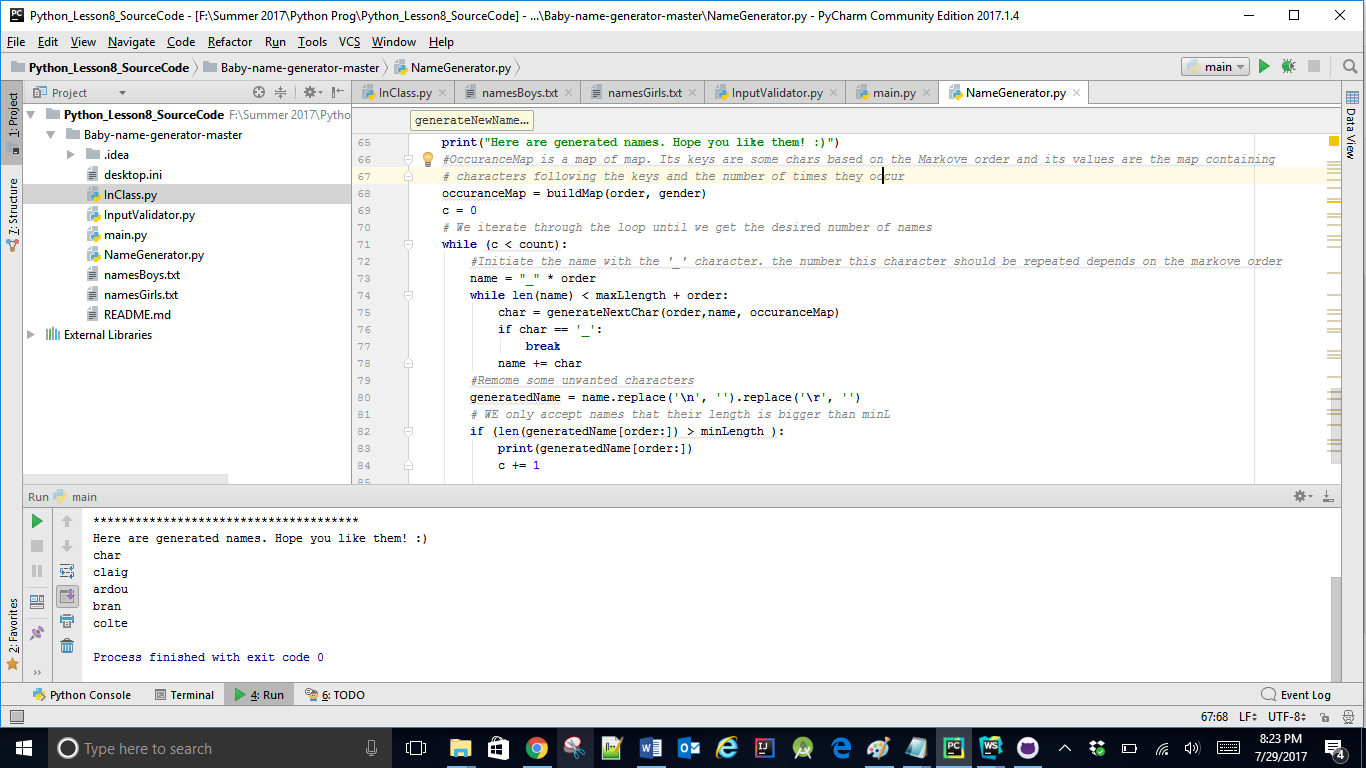 Python_Lesson8_SourceCode - [F:\Summer 2017\Python Prog\Python_Lesson8_SourceCode] - ...\Baby-name-generator-master\NameGenerator.py - PyCharm Community Edition 2017.1.4
File Edit View Navigate Code Refactor Run Tools VCS Window Help
Python_Lesson8_SourceCode Baby-name-generator-master NameGenerator.py main
Project InClass.py namesBoys.txt namesGirls.txt InputValidator.py main.py NameGenerator.py
1: Project
7: Structure
2: Favorites
Data View
Python_Lesson8_SourceCode F:\Summer 2017\Pytho
Baby-name-generator-master
.idea
desktop.ini
InClass.py
InputValidator.py
main.py
NameGenerator.py
namesBoys.txt
namesGirls.txt
README.md
External Libraries
generateNewName...
65 print("Here are generated names. Hope you like them! :)")
66 #OccuranceMap is a map of map. Its keys are some chars based on the Markove order and its values are the map containing
67 # characters following the keys and the number of times they occur
68 occuranceMap = buildMap(order, gender)
69 c = 0
70 # We iterate through the loop until we get the desired number of names
71 while (c < count):
72 #Initiate the name with the '_' character. the number this character should be repeated depends on the markove order
73 name = "_" * order
74 while len(name) < maxLlength + order:
75 char = generateNextChar(order,name, occuranceMap)
76 if char == '_':
77 break
78 name += char
79 #Remome some unvanted characters
80 generatedName = name.replace('\n', '').replace('\r', '')
81 # WE only accept names that their length is bigger than minL
82 if (len(generatedName[order:]) > minLength ):
83 print(generatedName[order:])
84 c += 1
85
Run main
***************************************
Here are generated names. Hope you like them! :)
char
claig
ardou
bran
colte
Process finished with exit code 0
Python Console Terminal 4: Run 6: TODO Event Log
67:68 LF UTF-8
Type here to search
8:23 PM
7/29/2017
4